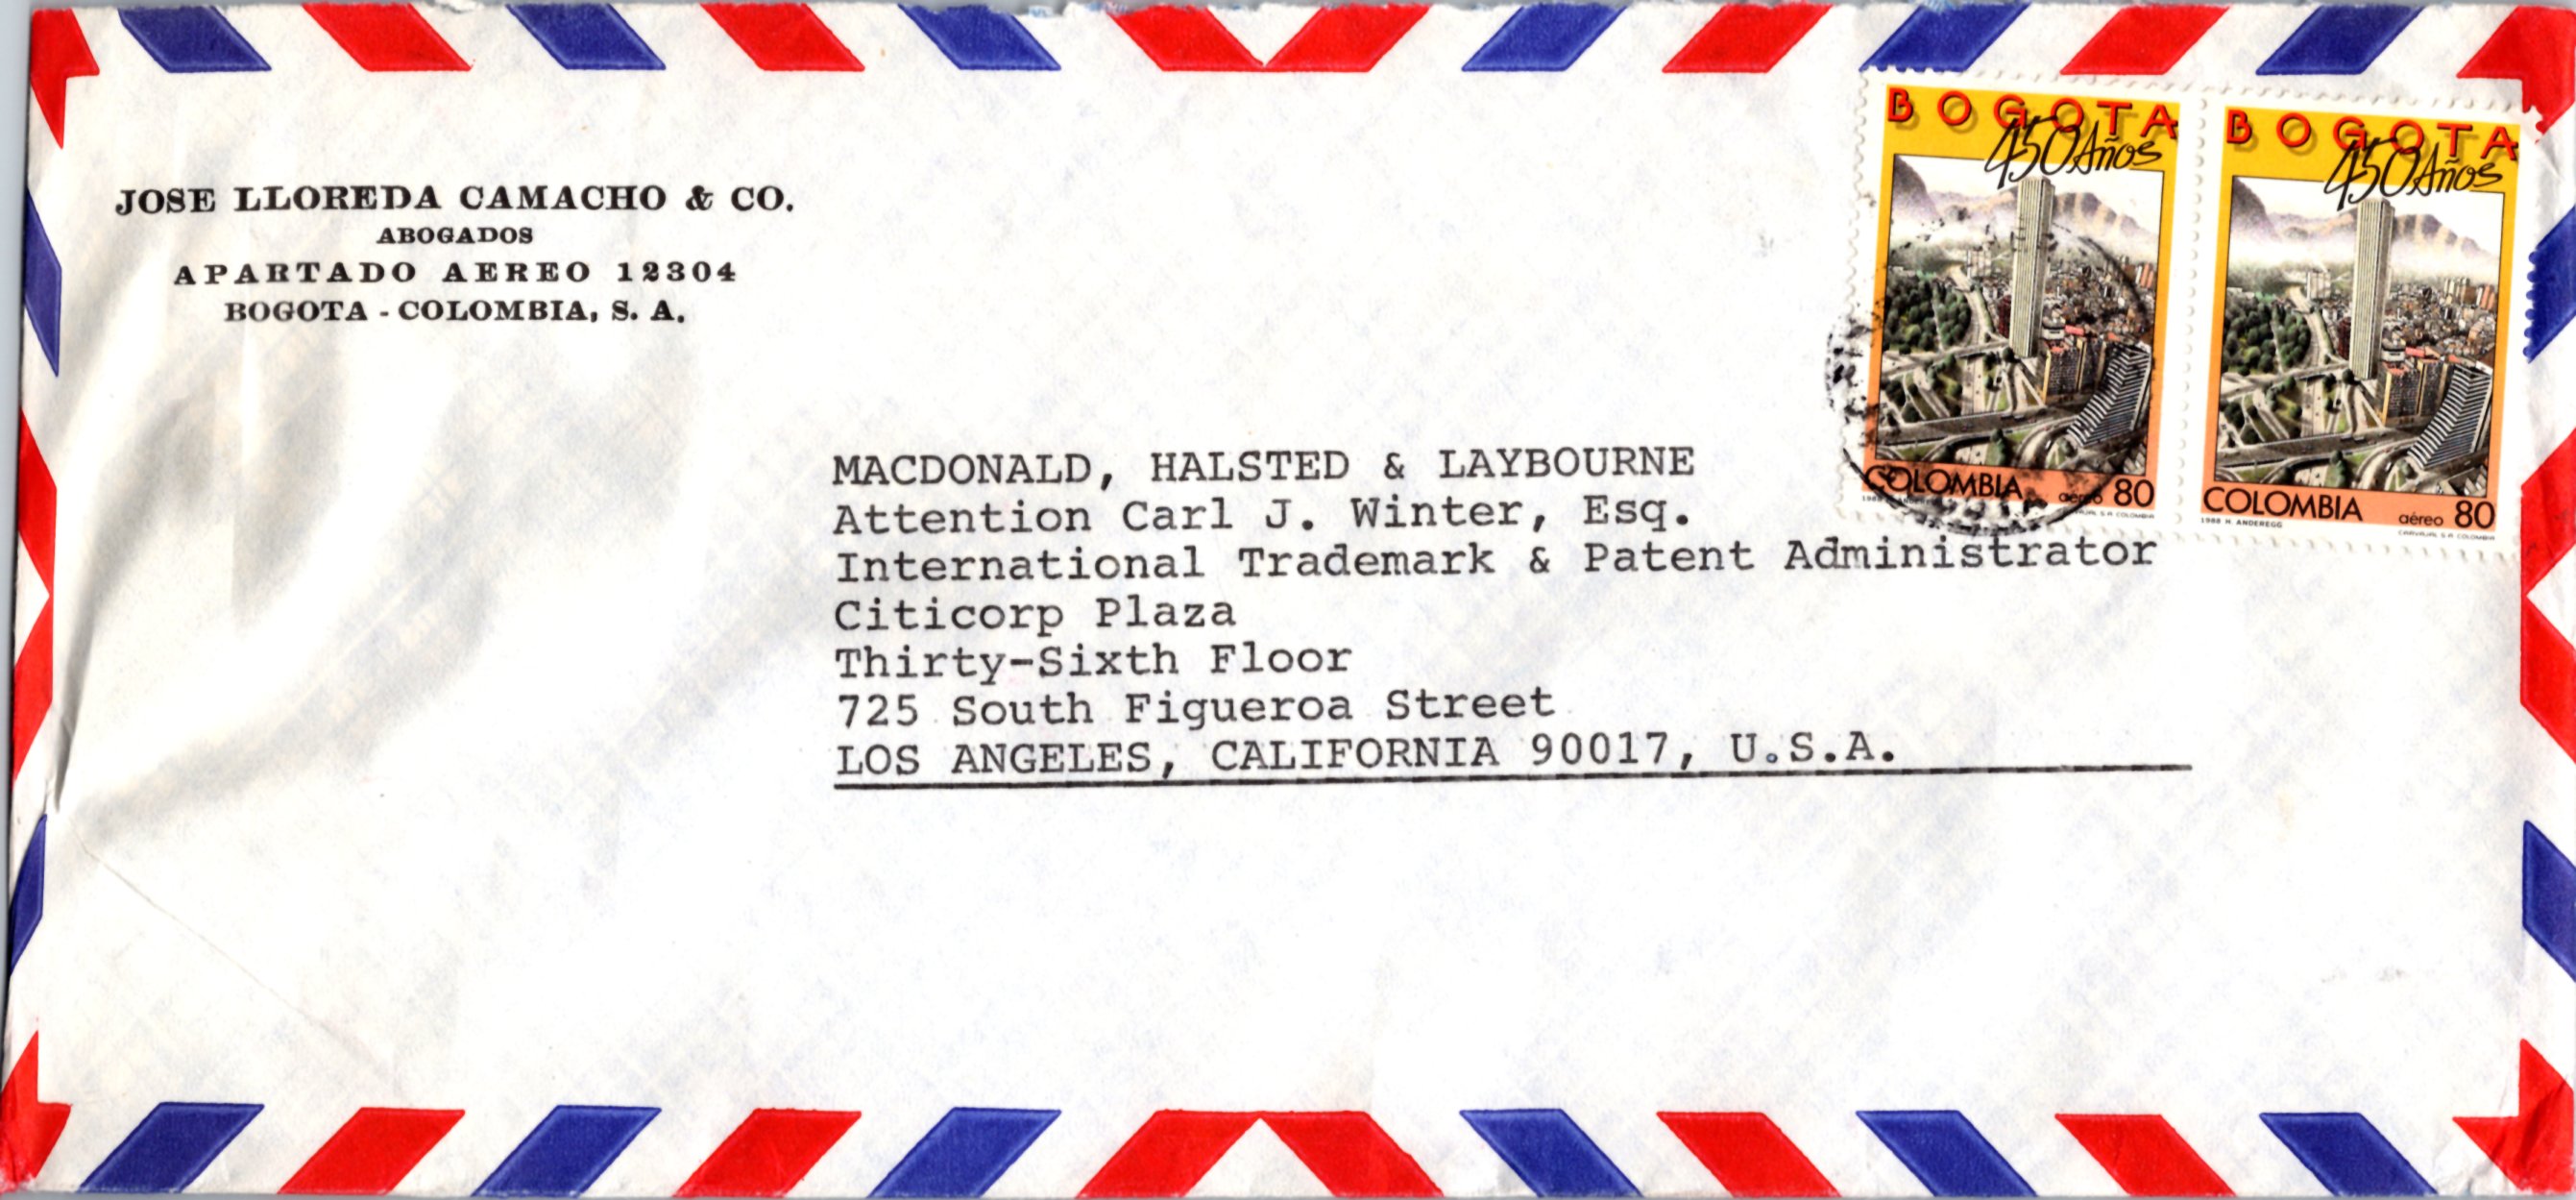 JOSE LLOREDA CAMACHO & CO.
ABOGADOS
APARTADO AEREO 12304
BOGOTA - COLOMBIA, S. A.
BOGOTA
450 Años
COLOMBIA aéreo 80
BOGOTA
450 Años
COLOMBIA aéreo 80
1988 H. ANDEREGG CARVAJAL S.A. COLOMBIA
MACDONALD, HALSTED & LAYBOURNE
Attention Carl J. Winter, Esq.
International Trademark & Patent Administrator
Citicorp Plaza
Thirty-Sixth Floor
725 South Figueroa Street
LOS ANGELES, CALIFORNIA 90017, U.S.A.